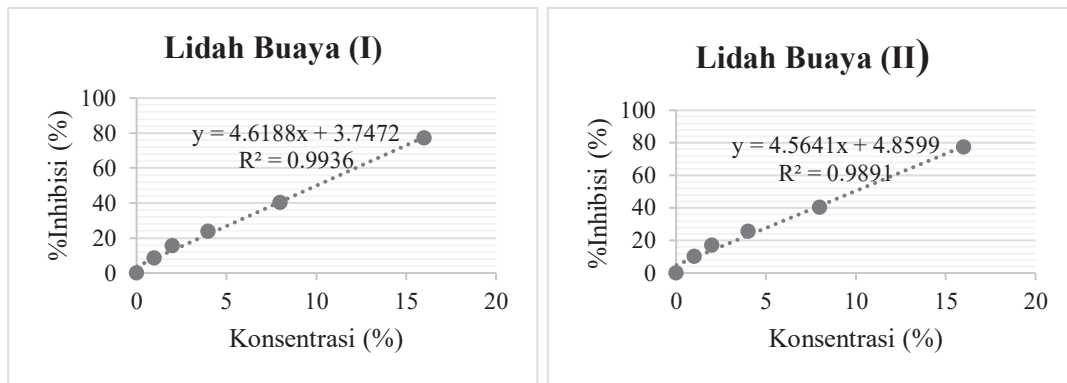 Lidah Buaya (I)
%Inhibisi (%)
100
80
60
40
20
0
y = 4.6188x + 3.7472
R² = 0.9936
0 5 10 15 20
Konsentrasi (%)
Lidah Buaya (II)
%Inhibisi (%)
100
80
60
40
20
0
y = 4.5641x + 4.8599
R² = 0.9891
0 5 10 15 20
Konsentrasi (%)